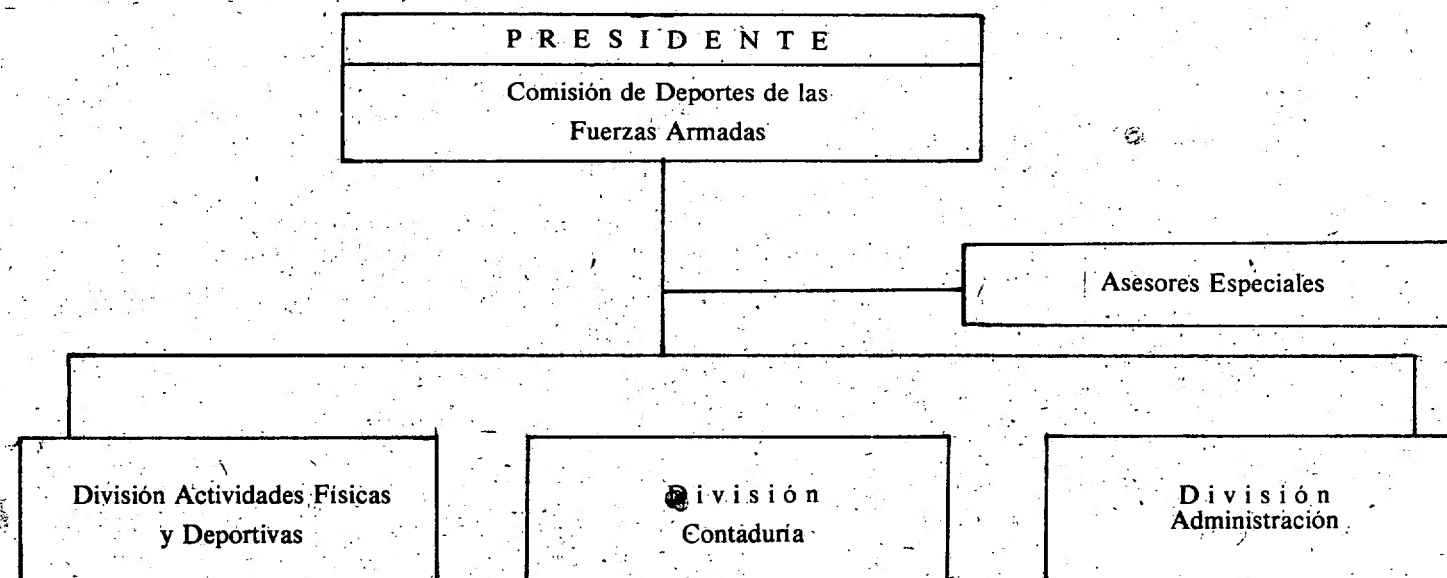 PRESIDENTE
Comisión de Deportes de las
Fuerzas Armadas
Asesores Especiales
División Actividades Físicas
y Deportivas
División
Contaduría
División
Administración